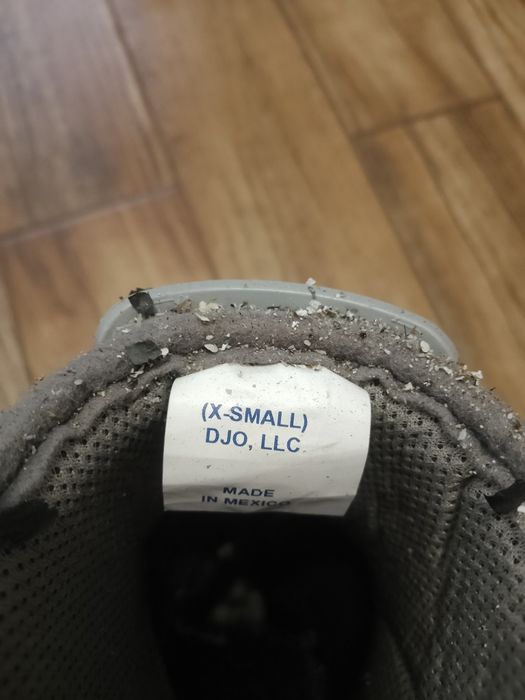 (X-SMALL)
DJO, LLC
MADE
IN MEXICO